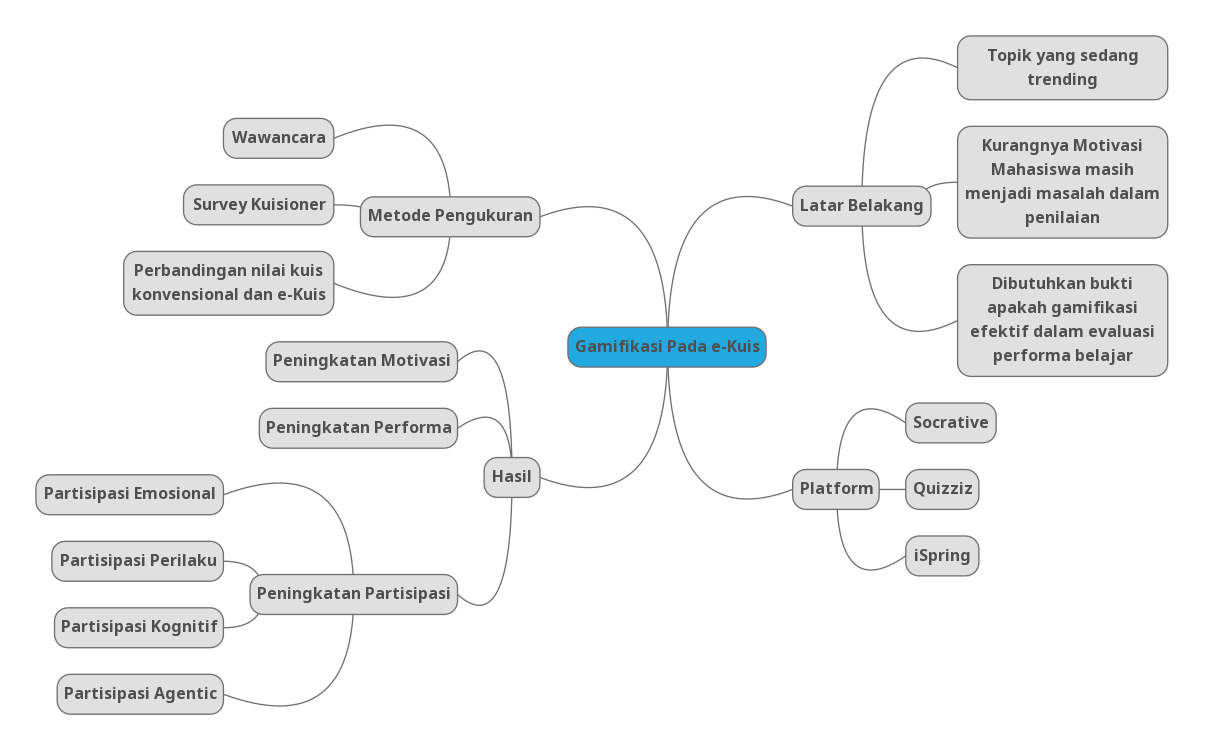 Gamifikasi Pada e-Kuis
Latar Belakang
Topik yang sedang
trending
Kurangnya Motivasi
Mahasiswa masih
menjadi masalah dalam
penilaian
Dibutuhkan bukti
apakah gamifikasi
efektif dalam evaluasi
performa belajar
Platform
Socrative
Quizziz
iSpring
Metode Pengukuran
Wawancara
Survey Kuisioner
Perbandingan nilai kuis
konvensional dan e-Kuis
Hasil
Peningkatan Motivasi
Peningkatan Performa
Peningkatan Partisipasi
Partisipasi Emosional
Partisipasi Perilaku
Partisipasi Kognitif
Partisipasi Agentic